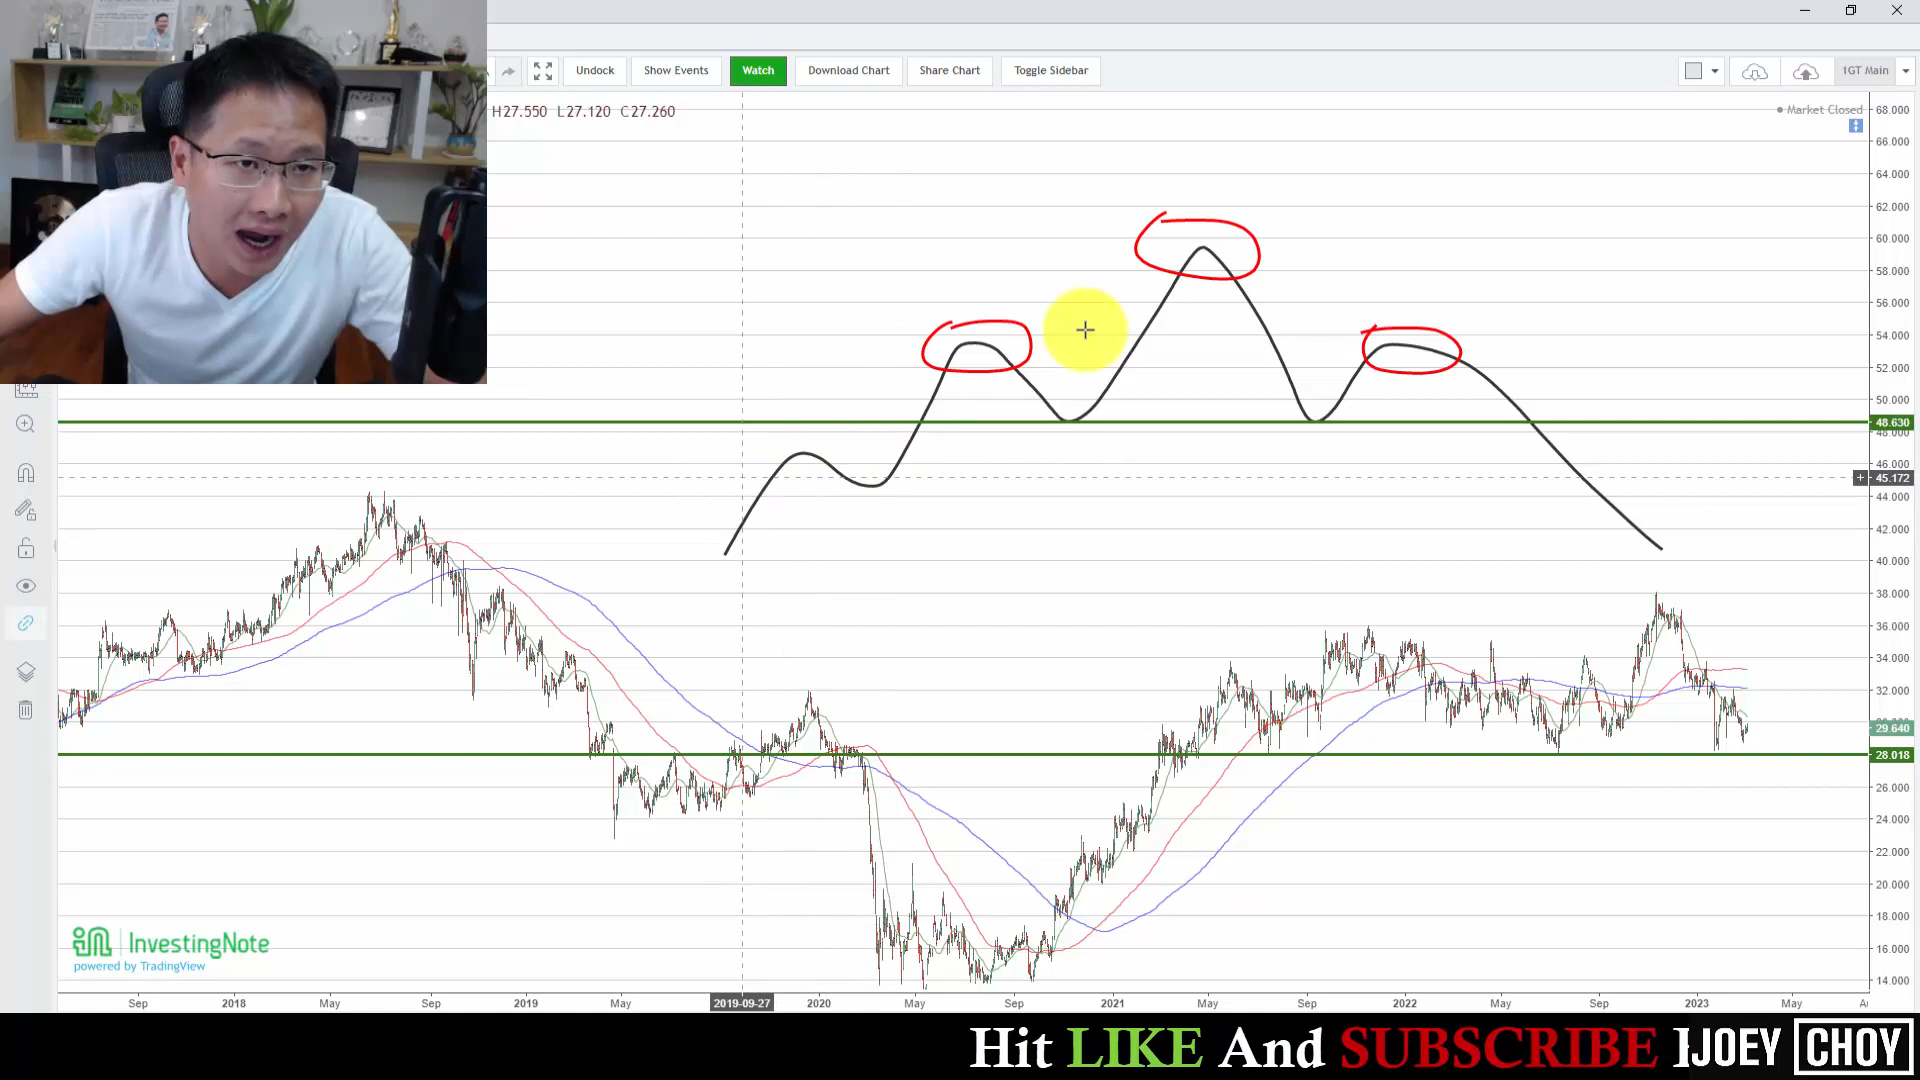 Undock
Show Events
Watch
Download Chart
Share Chart
Toggle Sidebar
1GT Main
H27.550 L27.120 C27.260
Market Closed
68.000
66.000
64.000
62.000
60.000
58.000
56.000
54.000
52.000
50.000
48.630
48.000
46.000
45.172
44.000
42.000
40.000
38.000
36.000
34.000
32.000
29.640
28.018
26.000
24.000
22.000
20.000
18.000
16.000
14.000
InvestingNote
powered by TradingView
Sep
2018
May
Sep
2019
May
2019-09-27
2020
May
Sep
2021
May
Sep
2022
May
Sep
2023
May
Hit LIKE And SUBSCRIBE
JOEY CHOY